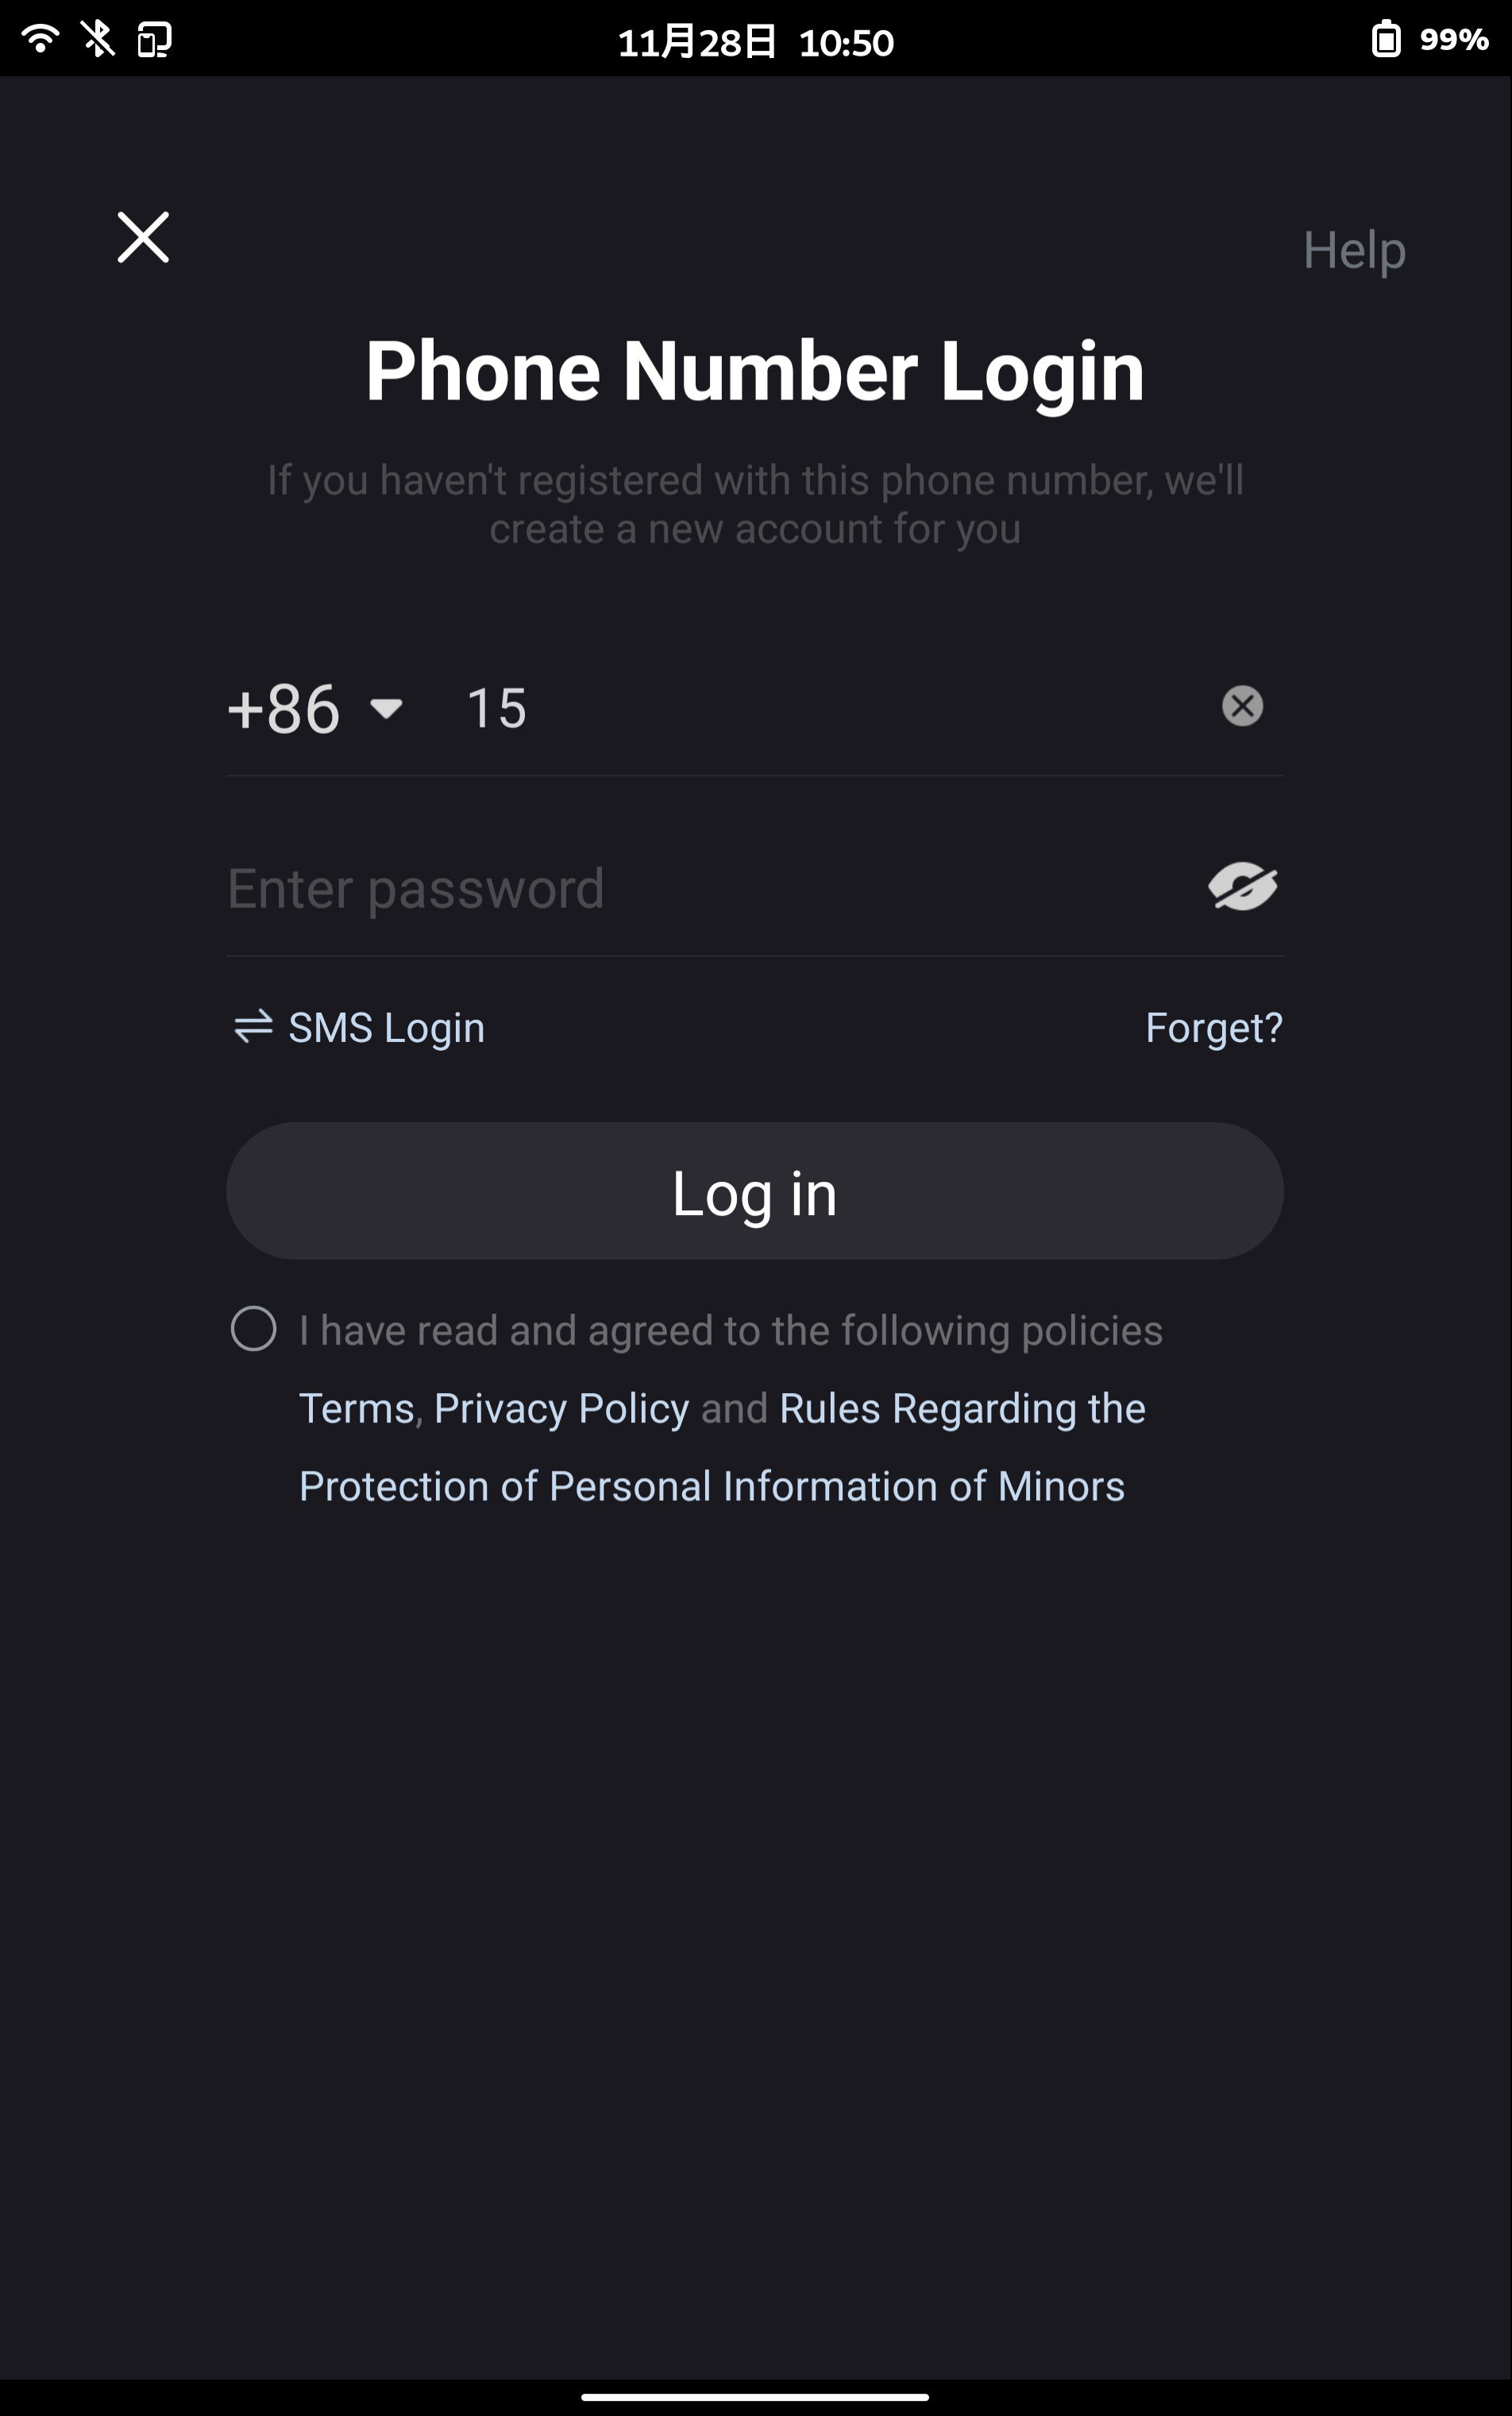 11月28日 10:50
99%
Help
Phone Number Login
If you haven't registered with this phone number, we'll
create a new account for you
+86 15
Enter password
SMS Login
Forget?
Log in
I have read and agreed to the following policies
Terms, Privacy Policy and Rules Regarding the
Protection of Personal Information of Minors